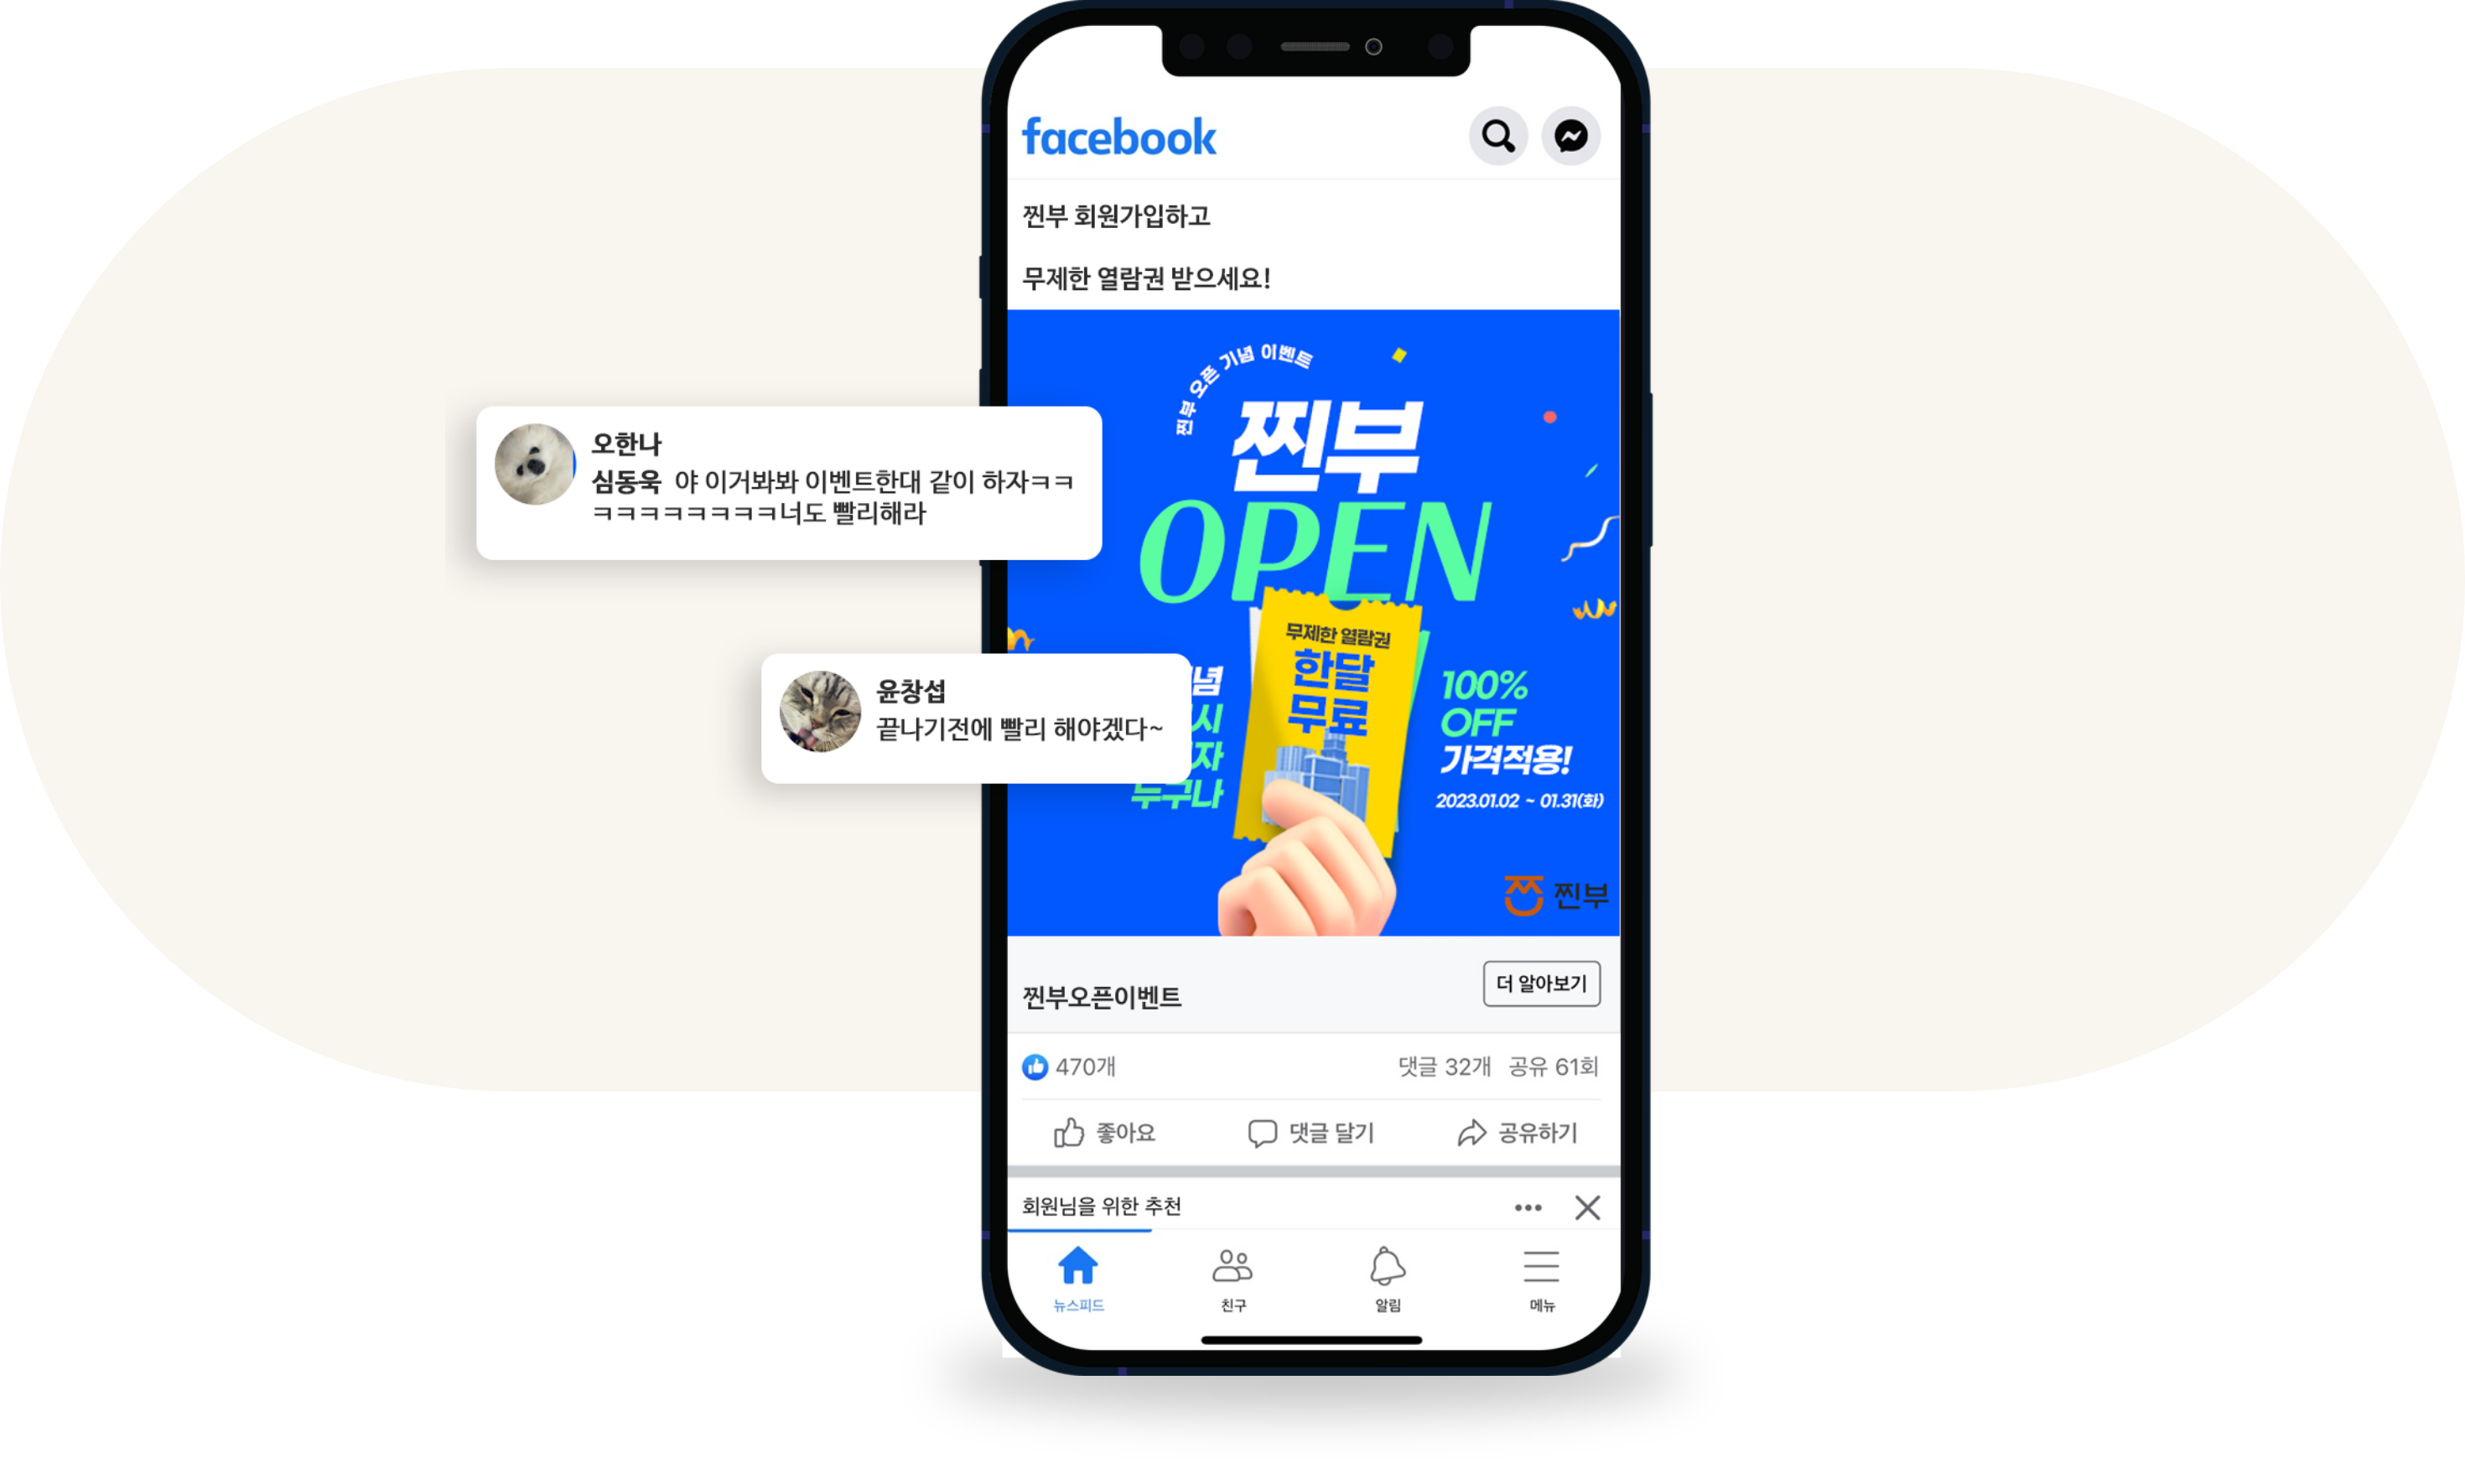 facebook
찐부 회원가입하고
무제한 열람권 받으세요!
찐부 오픈 기념 이벤트
찐부
OPEN
오한나
심동욱 야 이거봐봐 이벤트한대 같이 하자ㅋㅋ
ㅋㅋㅋㅋㅋㅋㅋㅋ너도 빨리해라
무제한 열람권
한달
무료
윤창섭
끝나기전에 빨리 해야겠다~
념
시
자
누구나
100%
OFF
가격적용!
2023.01.02 ~ 01.31(화)
찐부
찐부오픈이벤트
더 알아보기
470개
댓글 32개 공유 61회
좋아요 댓글 달기 공유하기
회원님을 위한 추천
뉴스피드 친구 알림 메뉴